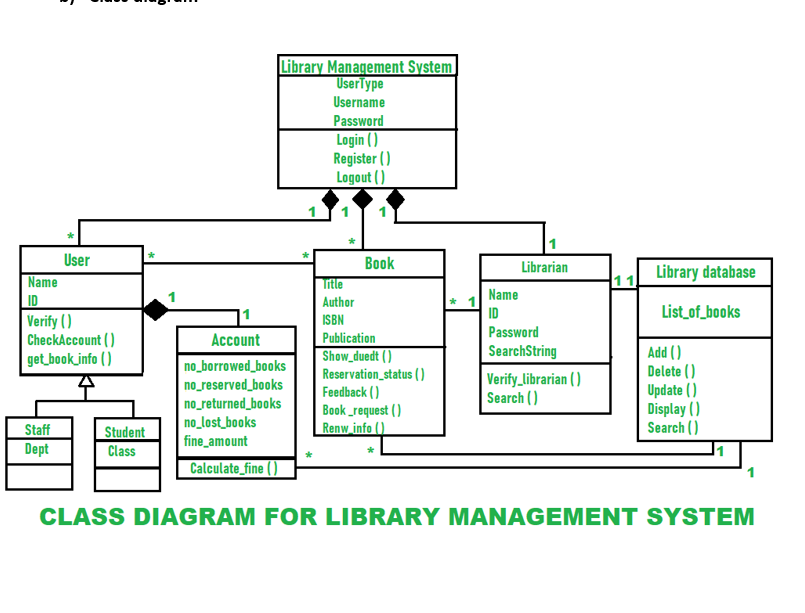 by Class diagram
Library Management System
UserType
Username
Password
Login ( )
Register ( )
Logout ( )
1
1
1
*
*
1
User
Name
ID
Verify ( )
CheckAccount ( )
get_book_info ( )
*
*
1
1
Account
no_borrowed_books
no_reserved_books
no_returned_books
no_lost_books
fine_amount
Calculate_fine ( )
Staff
Dept
Student
Class
Book
Title
Author
ISBN
Publication
Show_duedt ( )
Reservation_status ( )
Feedback ( )
Book _request ( )
Renw_info ( )
*
1
Librarian
Name
ID
Password
SearchString
Verify_librarian ( )
Search ( )
1
1
Library database
List_of_books
Add ( )
Delete ( )
Update ( )
Display ( )
Search ( )
*
*
1
1
CLASS DIAGRAM FOR LIBRARY MANAGEMENT SYSTEM